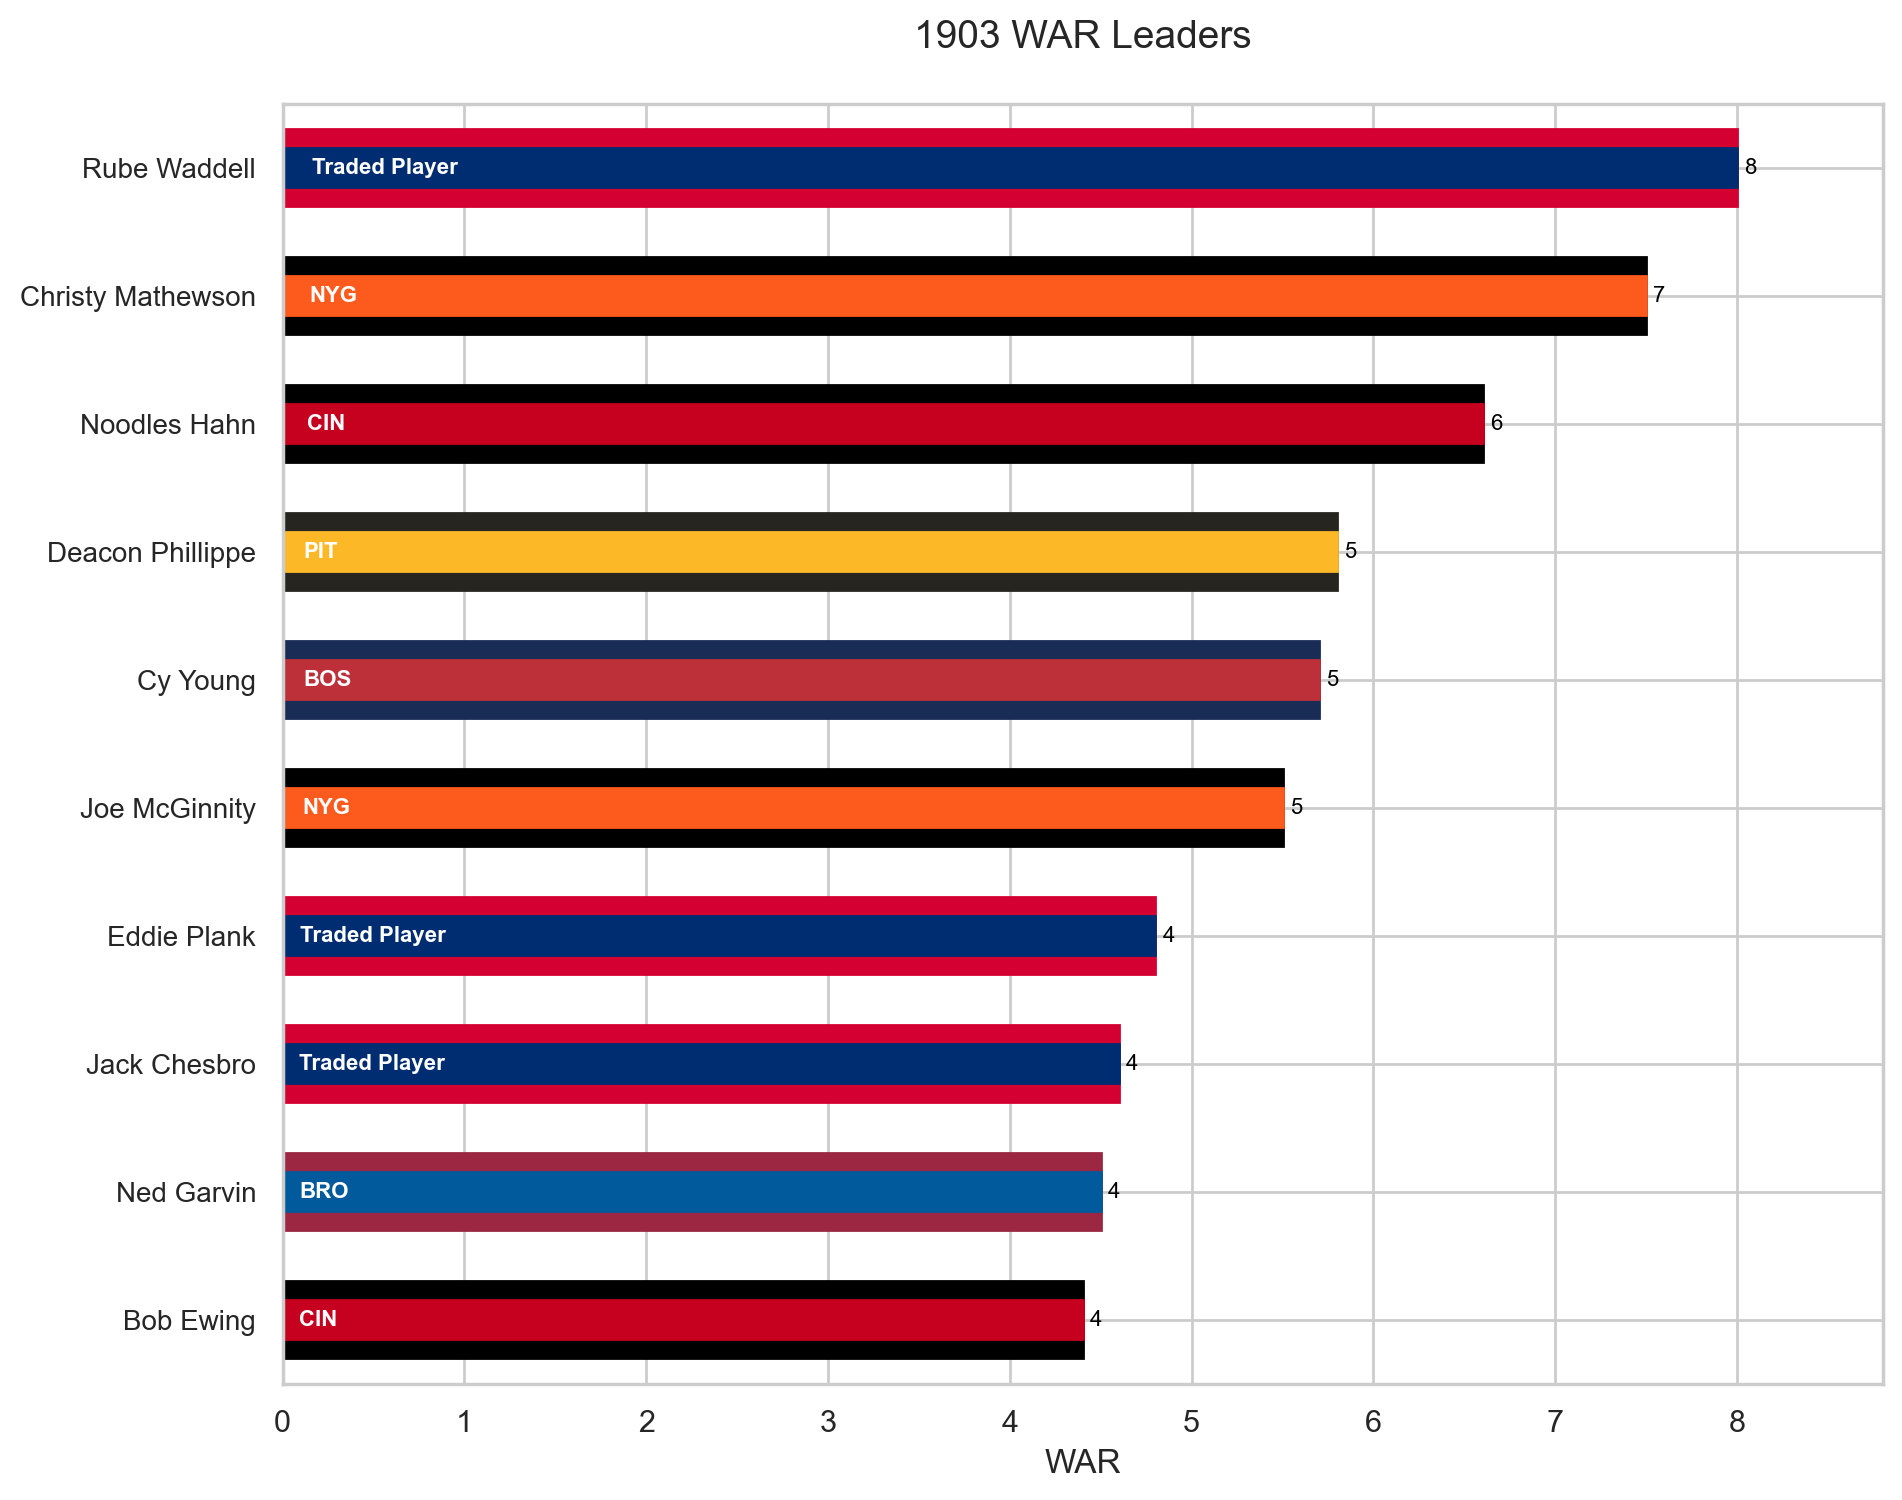 1903 WAR Leaders
Rube Waddell
Traded Player
8
Christy Mathewson
NYG
7
Noodles Hahn
CIN
6
Deacon Phillippe
PIT
5
Cy Young
BOS
5
Joe McGinnity
NYG
5
Eddie Plank
Traded Player
4
Jack Chesbro
Traded Player
4
Ned Garvin
BRO
4
Bob Ewing
CIN
4
0 1 2 3 4 5 6 7 8
WAR